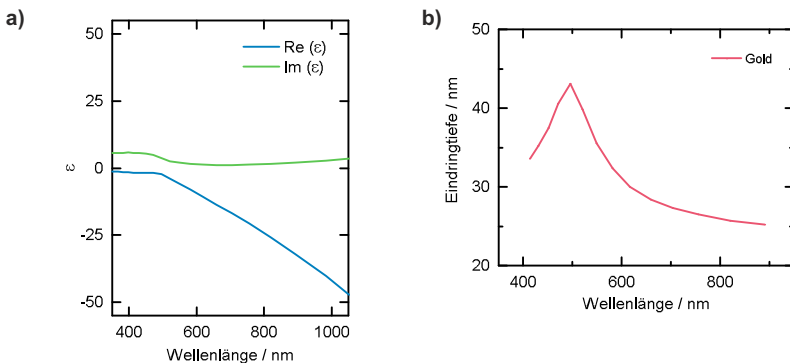 a)
Re (ε)
Im (ε)
50
25
0
-25
-50
ε
400 600 800 1000
Wellenlänge / nm
b)
Gold
50
40
30
20
Eindringtiefe / nm
400 600 800
Wellenlänge / nm